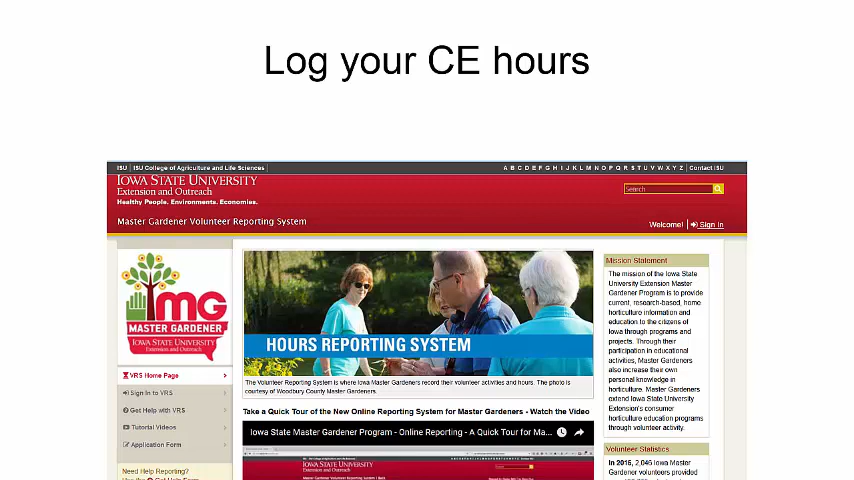 Log your CE hours
ISU ISU College of Agriculture and Life Sciences
A B C D E F G H I J K L M N O P Q R S T U V W X Y Z Contact ISU
IOWA STATE UNIVERSITY
Extension and Outreach
Healthy People. Environments. Economies.
Search
Master Gardener Volunteer Reporting System
Welcome! Sign in
MG
MASTER GARDENER
IOWA STATE UNIVERSITY
Extension and Outreach
VRS Home Page
Sign In to VRS
Get Help with VRS
Tutorial Videos
Application Form
Need Help Reporting?
HOURS REPORTING SYSTEM
The Volunteer Reporting System is where Iowa Master Gardeners record their volunteer activities and hours. The photo is
courtesy of Woodbury County Master Gardeners.
Take a Quick Tour of the New Online Reporting System for Master Gardeners - Watch the Video
Iowa State Master Gardener Program - Online Reporting - A Quick Tour for Ma...
IOWA STATE UNIVERSITY
Mission Statement
The mission of the Iowa State
University Extension Master
Gardener Program is to provide
current, research-based, home
horticulture information and
education to the citizens of
Iowa through programs and
projects. Through their
participation in educational
activities, Master Gardeners
also increase their own
personal knowledge in
horticulture. Master Gardeners
extend Iowa State University
Extension's consumer
horticulture education programs
through volunteer activity.
Volunteer Statistics
In 2016, 2,046 Iowa Master
Gardener volunteers provided